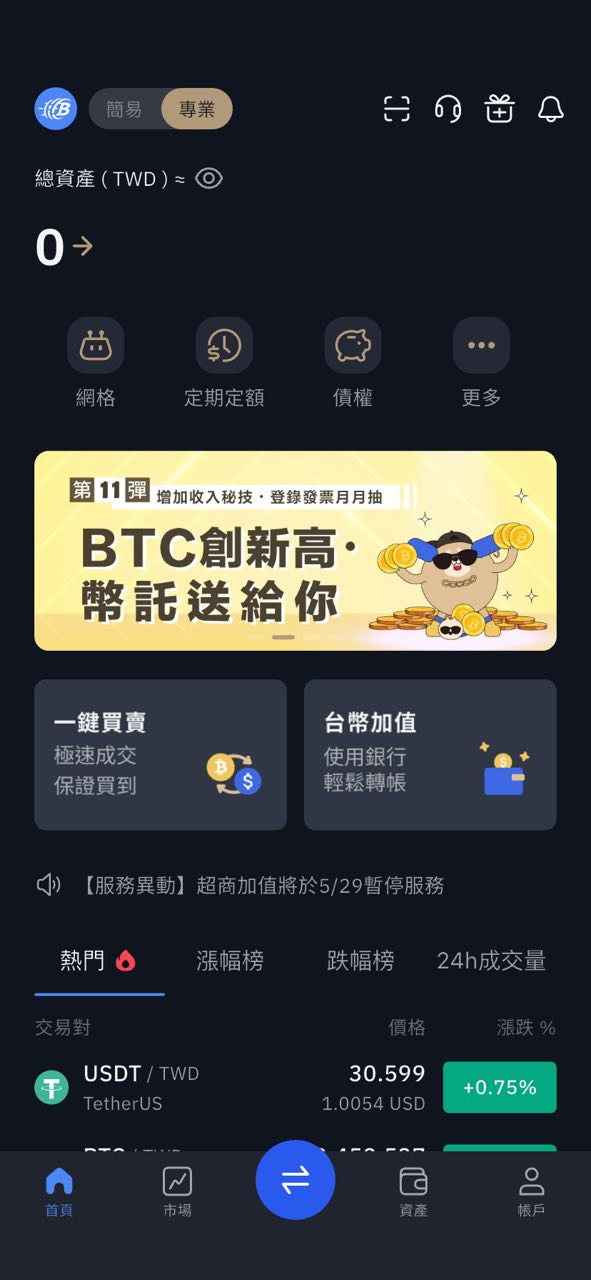 簡易 專業
總資產 ( TWD ) ≈
0
網格 定期定額 債權 更多
第11彈 增加收入秘技・登錄發票月月抽
BTC創新高・
幣託送給你
一鍵買賣
極速成交
保證買到
台幣加值
使用銀行
輕鬆轉帳
【服務異動】超商加值將於5/29暫停服務
熱門 漲幅榜 跌幅榜 24h成交量
交易對 價格 漲跌 %
USDT / TWD 30.599 +0.75%
TetherUS 1.0054 USD
首頁 市場 資產 帳戶